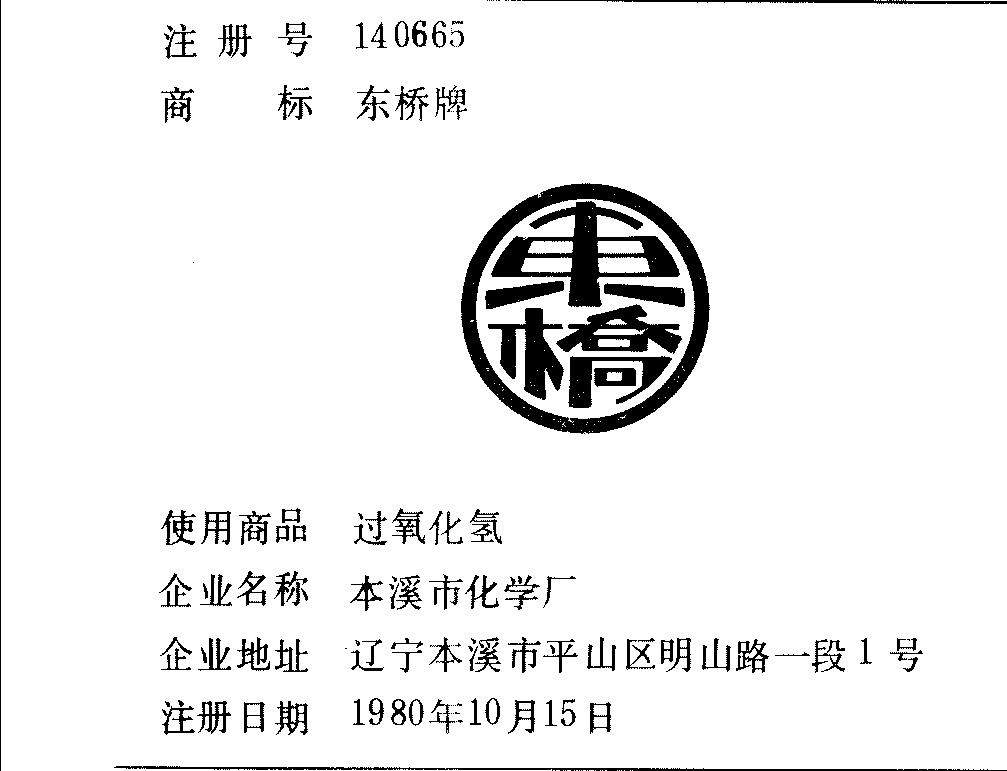 注册号 140665
商标 东桥牌
東
橋
使用商品 过氧化氢
企业名称 本溪市化学厂
企业地址 辽宁本溪市平山区明山路一段1号
注册日期 1980年10月15日